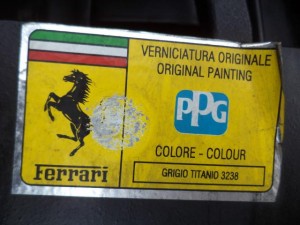 VERNICIATURA ORIGINALE
ORIGINAL PAINTING
PPG
COLORE - COLOUR
Ferrari
GRIGIO TITANIO 3238